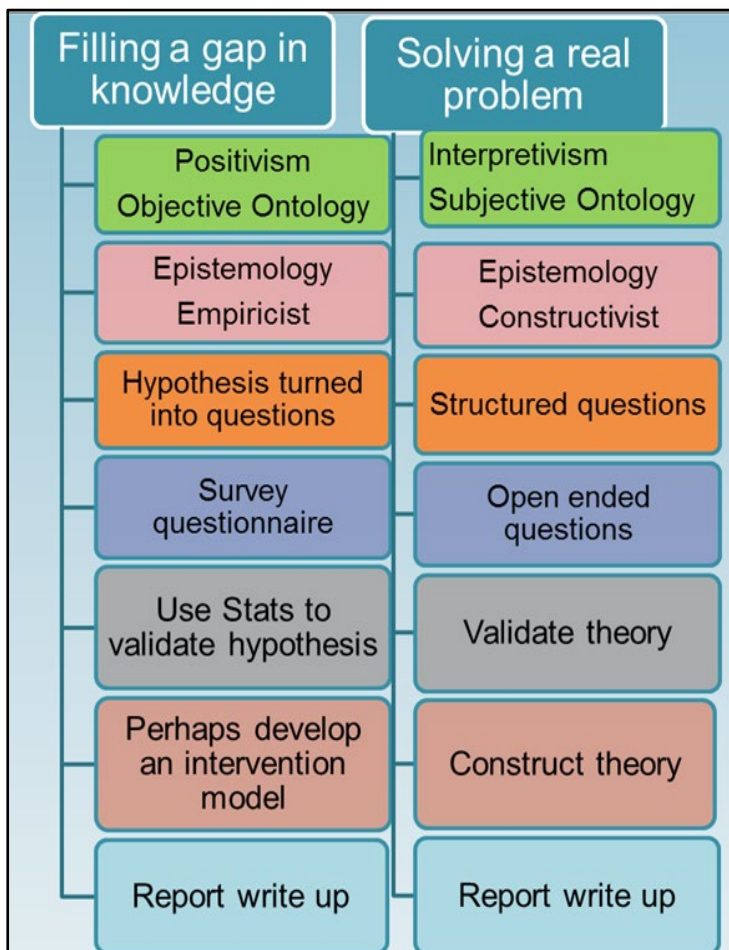 Filling a gap in
knowledge
Positivism
Objective Ontology
Epistemology
Empiricist
Hypothesis turned
into questions
Survey
questionnaire
Use Stats to
validate hypothesis
Perhaps develop
an intervention
model
Report write up
Solving a real
problem
Interpretivism
Subjective Ontology
Epistemology
Constructivist
Structured questions
Open ended
questions
Validate theory
Construct theory
Report write up